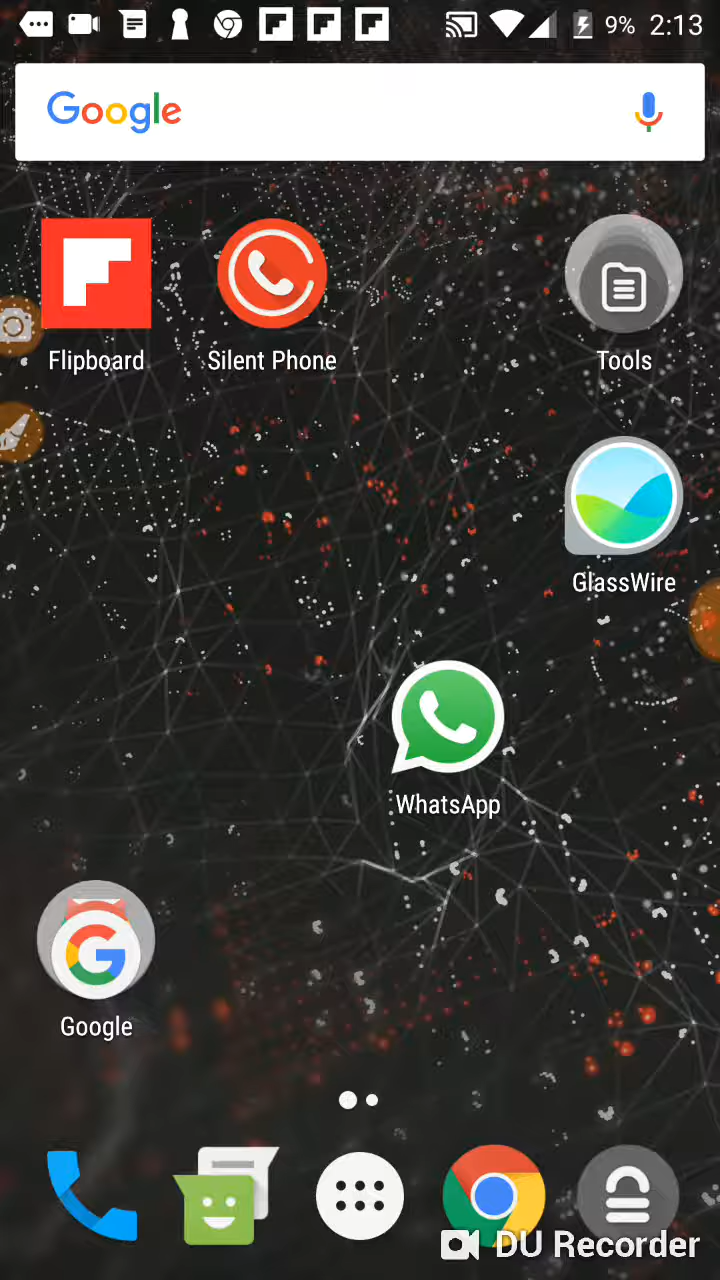 9% 2:13
Google
Flipboard
Silent Phone
Tools
GlassWire
WhatsApp
Google
DU Recorder